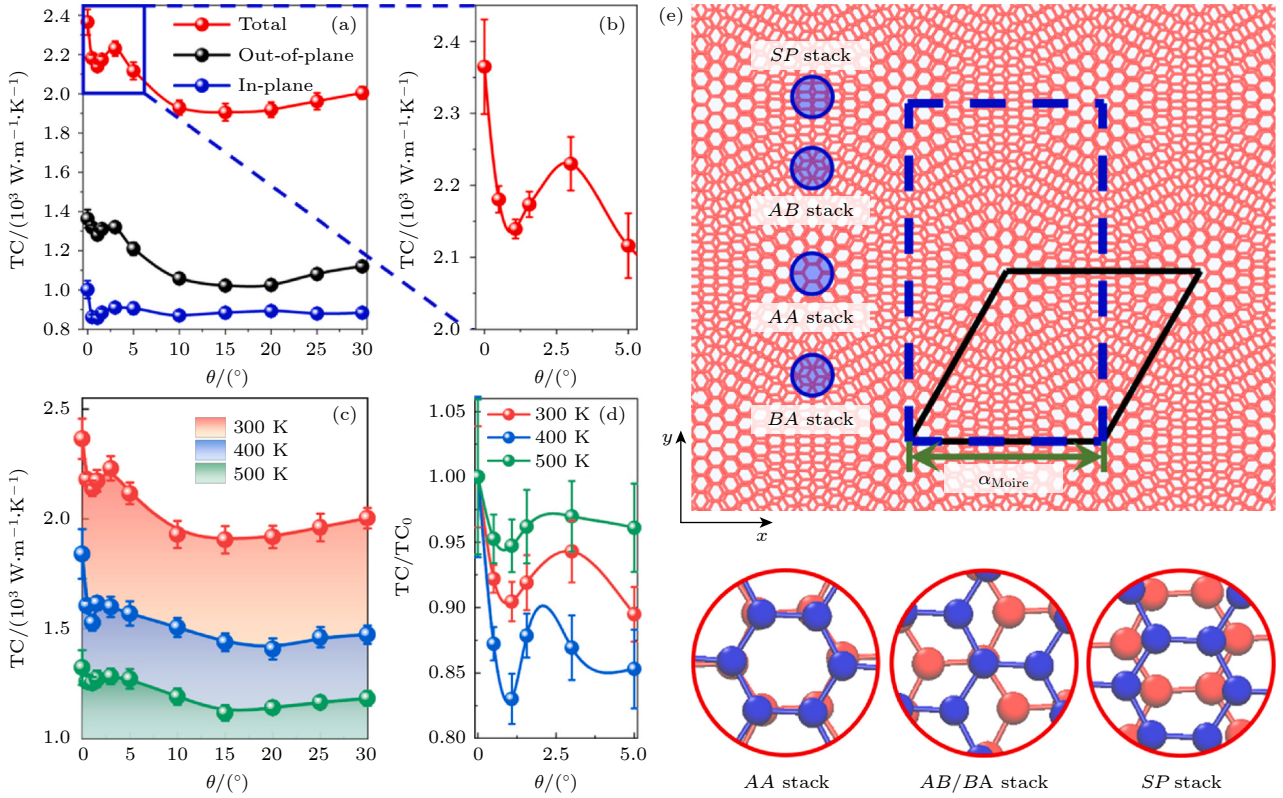 (a)
Total
Out-of-plane
In-plane
TC/(10³ W·m⁻¹·K⁻¹)
2.4
2.2
2.0
1.8
1.6
1.4
1.2
1.0
0.8
0
5
10
15
20
25
30
θ/(°)
(b)
TC/(10³ W·m⁻¹·K⁻¹)
2.4
2.3
2.2
2.1
2.0
0
2.5
5.0
θ/(°)
(c)
300 K
400 K
500 K
TC/(10³ W·m⁻¹·K⁻¹)
2.5
2.0
1.5
1.0
0
5
10
15
20
25
30
θ/(°)
(d)
300 K
400 K
500 K
TC/TC₀
1.05
1.00
0.95
0.90
0.85
0.80
0
2.5
5.0
θ/(°)
(e)
SP stack
AB stack
AA stack
BA stack
αMoire
y
x
AA stack
AB/BA stack
SP stack